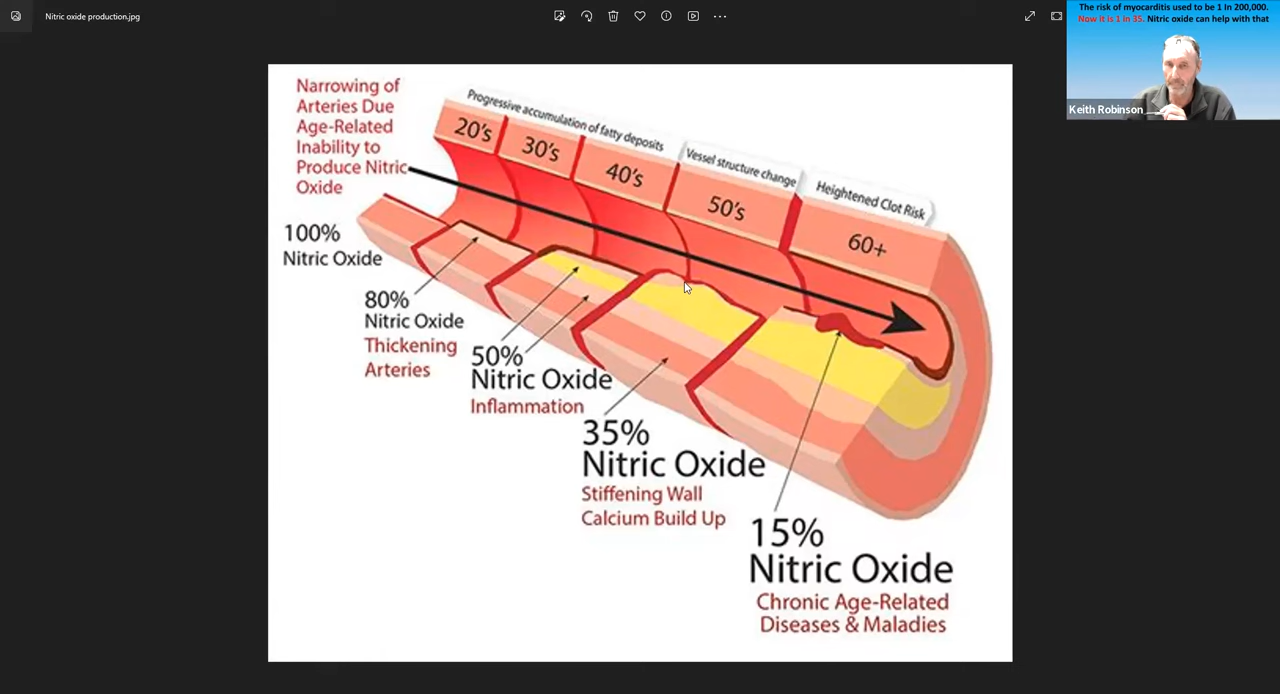 Nitric oxide production.jpg
The risk of myocarditis used to be 1 In 200,000.
Now it is 1 in 35. Nitric oxide can help with that
Keith Robinson
Narrowing of
Arteries Due
Age-Related
Inability to
Produce Nitric
Oxide
Progressive accumulation of fatty deposits
Vessel structure change
Heightened Clot Risk
20's
30's
40's
50's
60+
100%
Nitric Oxide
80%
Nitric Oxide
Thickening
Arteries
50%
Nitric Oxide
Inflammation
35%
Nitric Oxide
Stiffening Wall
Calcium Build Up
15%
Nitric Oxide
Chronic Age-Related
Diseases & Maladies